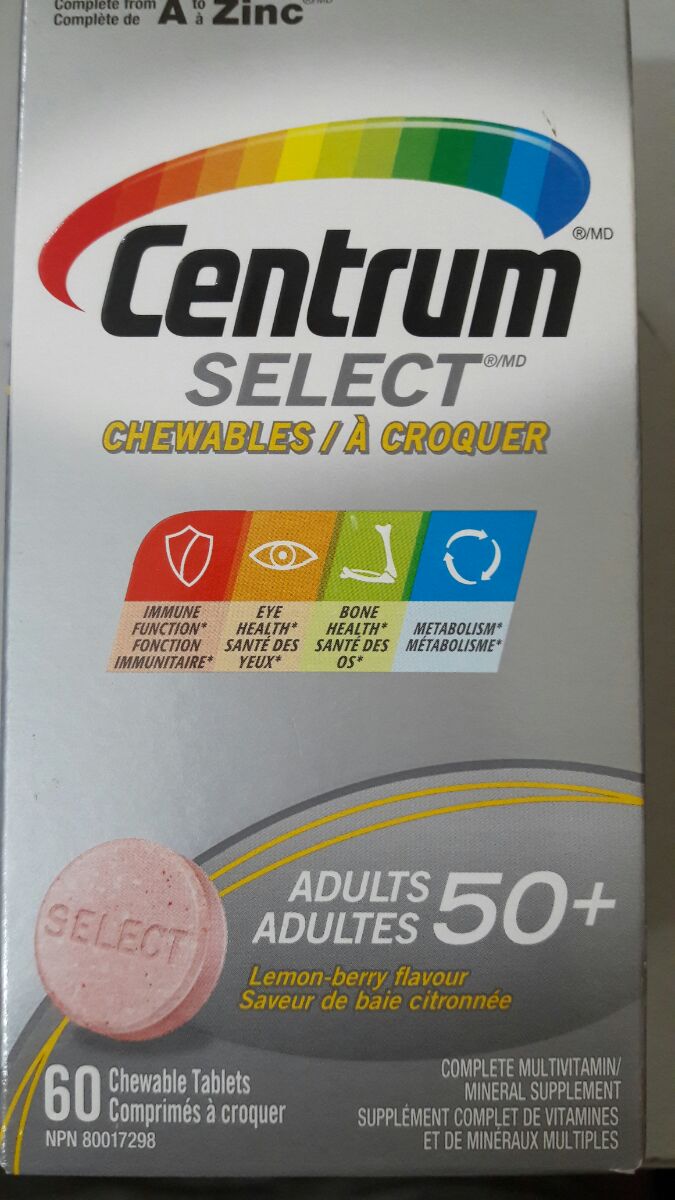 Complete from A to Zinc®/MD
Complète de à
Centrum®/MD
SELECT®/MD
CHEWABLES / À CROQUER
IMMUNE
FUNCTION*
FONCTION
IMMUNITAIRE*
EYE
HEALTH*
SANTÉ DES
YEUX*
BONE
HEALTH*
SANTÉ DES
OS*
METABOLISM*
MÉTABOLISME*
SELECT
ADULTS 50+
ADULTES
Lemon-berry flavour
Saveur de baie citronnée
60 Chewable Tablets
Comprimés à croquer
NPN 80017298
COMPLETE MULTIVITAMIN/
MINERAL SUPPLEMENT
SUPPLÉMENT COMPLET DE VITAMINES
ET DE MINÉRAUX MULTIPLES